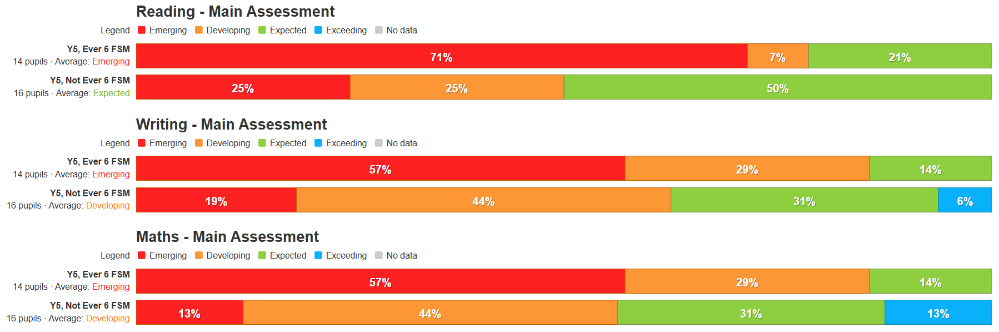 Reading - Main Assessment
Legend Emerging Developing Expected Exceeding No data
Y5, Ever 6 FSM
14 pupils · Average: Emerging
71% 7% 21%
Y5, Not Ever 6 FSM
16 pupils · Average: Expected
25% 25% 50%
Writing - Main Assessment
Legend Emerging Developing Expected Exceeding No data
Y5, Ever 6 FSM
14 pupils · Average: Emerging
57% 29% 14%
Y5, Not Ever 6 FSM
16 pupils · Average: Developing
19% 44% 31% 6%
Maths - Main Assessment
Legend Emerging Developing Expected Exceeding No data
Y5, Ever 6 FSM
14 pupils · Average: Emerging
57% 29% 14%
Y5, Not Ever 6 FSM
16 pupils · Average: Developing
13% 44% 31% 13%